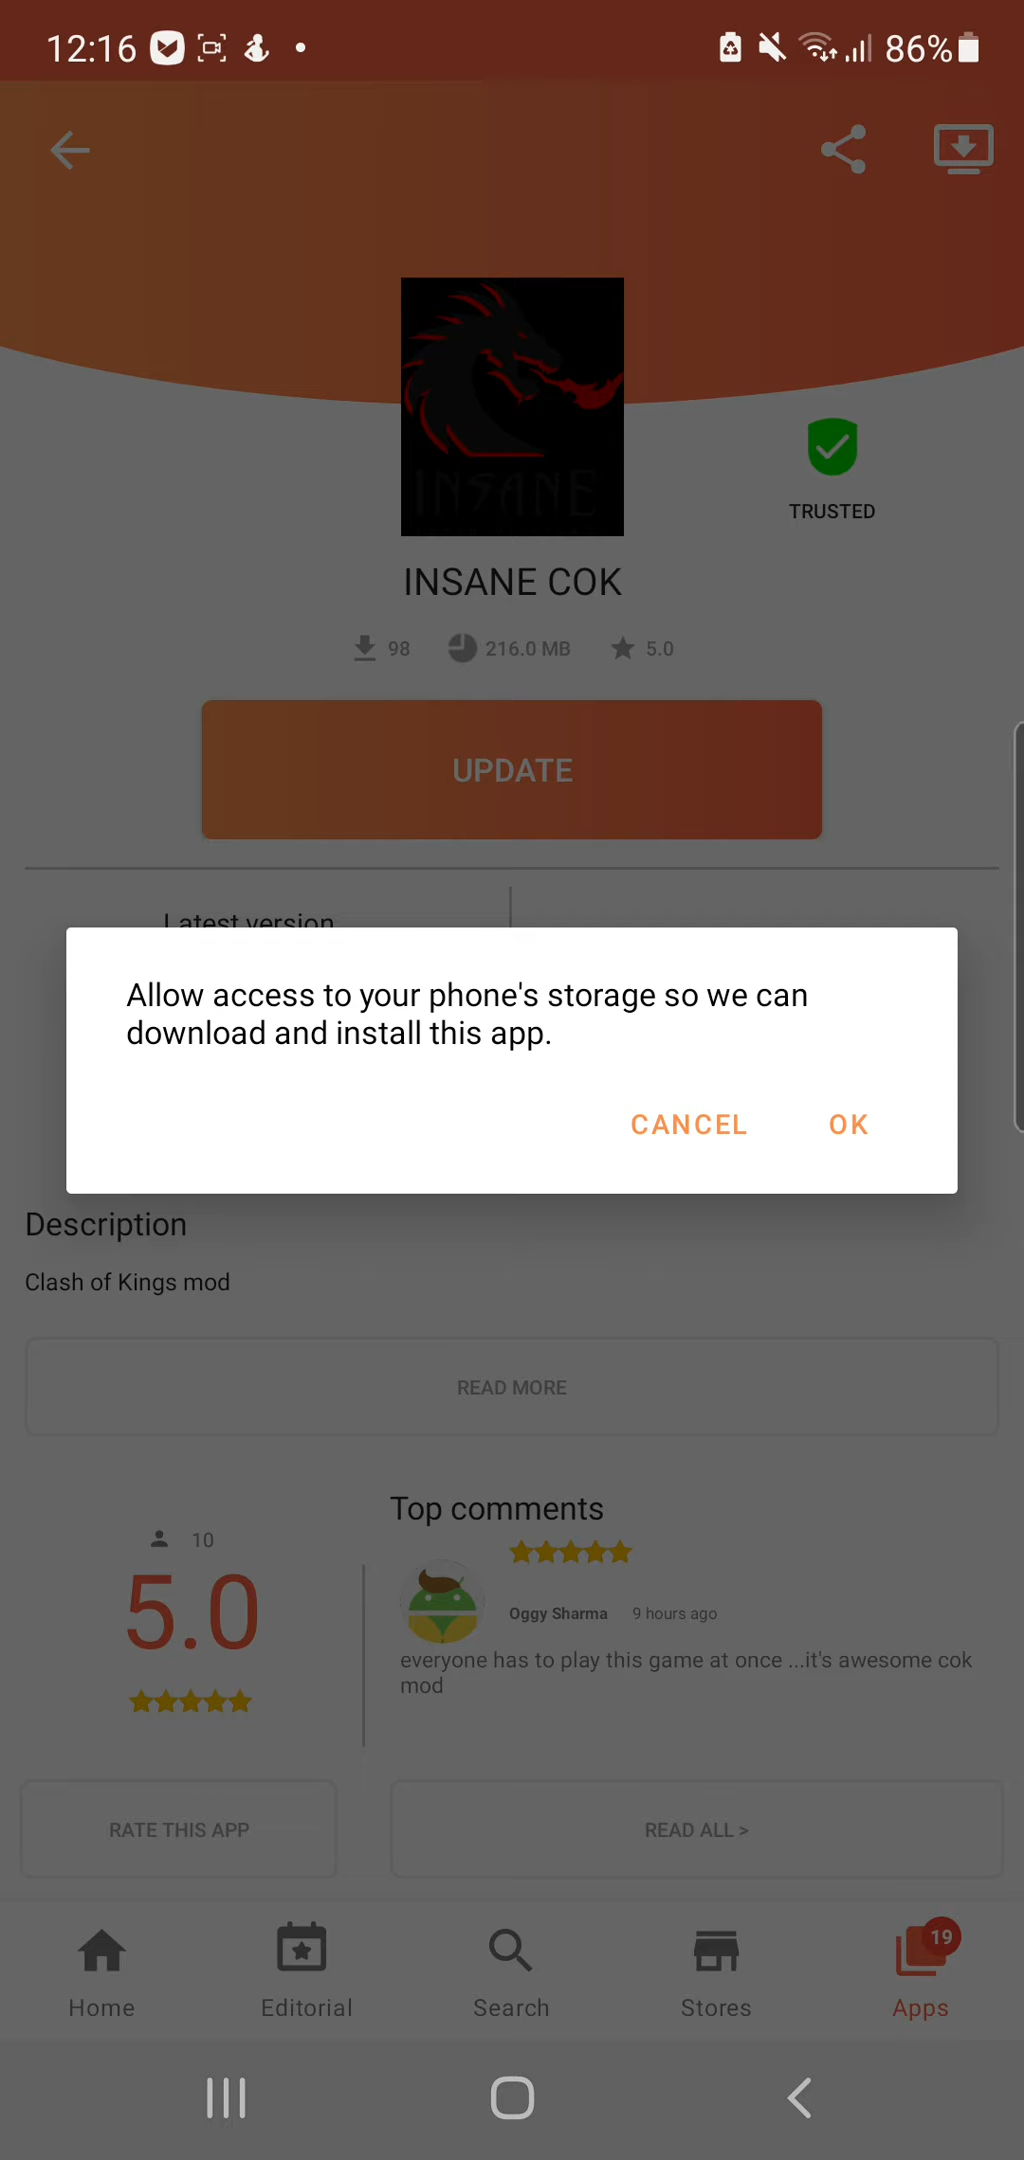 12:16
86%
INSANE
TRUSTED
INSANE COK
98
216.0 MB
5.0
UPDATE
Latest version
Allow access to your phone's storage so we can
download and install this app.
CANCEL
OK
Description
Clash of Kings mod
READ MORE
Top comments
10
5.0
Oggy Sharma
9 hours ago
everyone has to play this game at once ...it's awesome cok
mod
RATE THIS APP
READ ALL >
19
Home
Editorial
Search
Stores
Apps